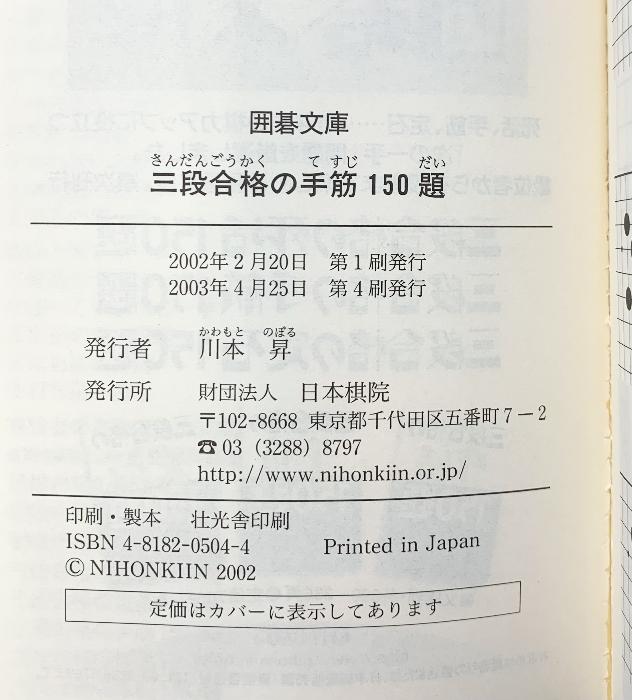 囲碁文庫
さんだんごうかく て すじ だい
三段合格の手筋150題
2002年2月20日 第1刷発行
2003年4月25日 第4刷発行
かわもと のぼる
発行者 川本 昇
発行所 財団法人 日本棋院
〒102-8668 東京都千代田区五番町7-2
☎03 (3288) 8797
http://www.nihonkiin.or.jp/
印刷・製本 壮光舎印刷
ISBN 4-8182-0504-4 Printed in Japan
© NIHONKIIN 2002
定価はカバーに表示してあります